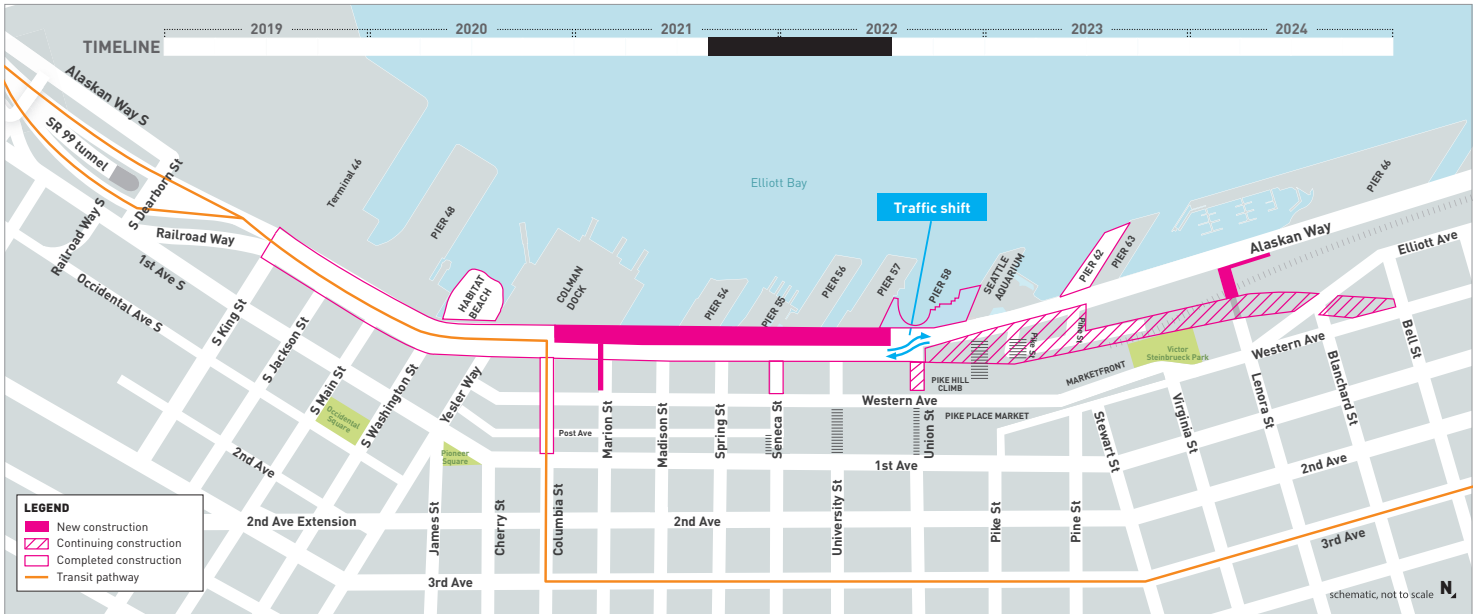 2019
2020
2021
2022
2023
2024
TIMELINE
Alaskan Way S
SR 99 tunnel
S Dearborn St
Railroad Way S
Railroad Way
1st Ave S
Occidental Ave S
S King St
S Jackson St
S Main St
S Washington St
Yesler Way
Occidental
Square
Pioneer
Square
2nd Ave
2nd Ave Extension
Terminal 46
PIER 48
HABITAT
BEACH
COLMAN
DOCK
PIER 54
PIER 55
PIER 56
PIER 57
PIER 58
Elliott Bay
Traffic shift
SEATTLE
AQUARIUM
PIER 62
PIER 63
PIER 66
Alaskan Way
Elliott Ave
Pike St
Pike St
Pine St.
PIKE HILL
CLIMB
MARKETFRONT
Victor
Steinbrueck Park
Western Ave
Western Ave
PIKE PLACE MARKET
Post Ave
1st Ave
2nd Ave
2nd Ave
3rd Ave
3rd Ave
James St
Cherry St
Columbia St
Marion St
Madison St
Spring St
Seneca St
University St
Union St
Pike St
Pine St
Stewart St
Virginia St
Lenora St
Blanchard St
Bell St
LEGEND
New construction
Continuing construction
Completed construction
Transit pathway
schematic, not to scale
N